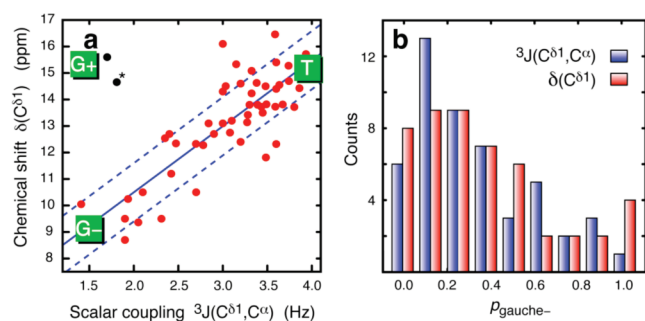 a
G+
*
T
G−
Chemical shift δ(Cδ1) (ppm)
16
15
14
13
12
11
10
9
8
1.5 2.0 2.5 3.0 3.5 4.0
Scalar coupling ³J(Cδ1,Cα) (Hz)
b
³J(Cδ1,Cα)
δ(Cδ1)
Counts
12
8
4
0.0 0.2 0.4 0.6 0.8 1.0
pgauche−